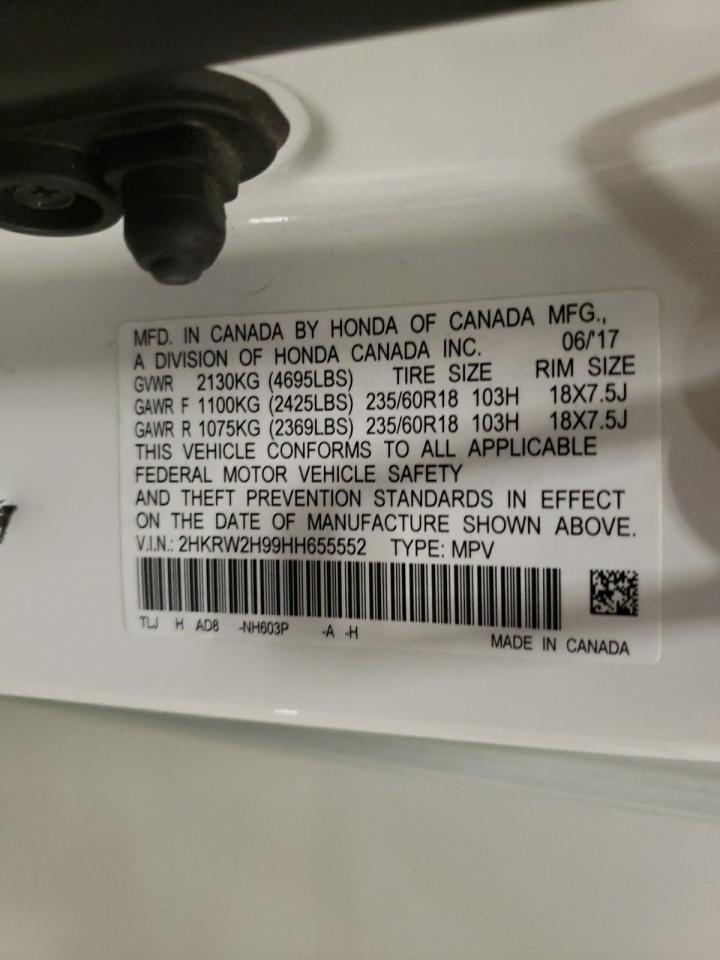 MFD. IN CANADA BY HONDA OF CANADA MFG.,
A DIVISION OF HONDA CANADA INC. 06/'17
GVWR 2130KG (4695LBS) TIRE SIZE RIM SIZE
GAWR F 1100KG (2425LBS) 235/60R18 103H 18X7.5J
GAWR R 1075KG (2369LBS) 235/60R18 103H 18X7.5J
THIS VEHICLE CONFORMS TO ALL APPLICABLE
FEDERAL MOTOR VEHICLE SAFETY
AND THEFT PREVENTION STANDARDS IN EFFECT
ON THE DATE OF MANUFACTURE SHOWN ABOVE.
V.I.N.: 2HKRW2H99HH655552 TYPE: MPV
TLJ H AD8 -NH603P -A -H
MADE IN CANADA